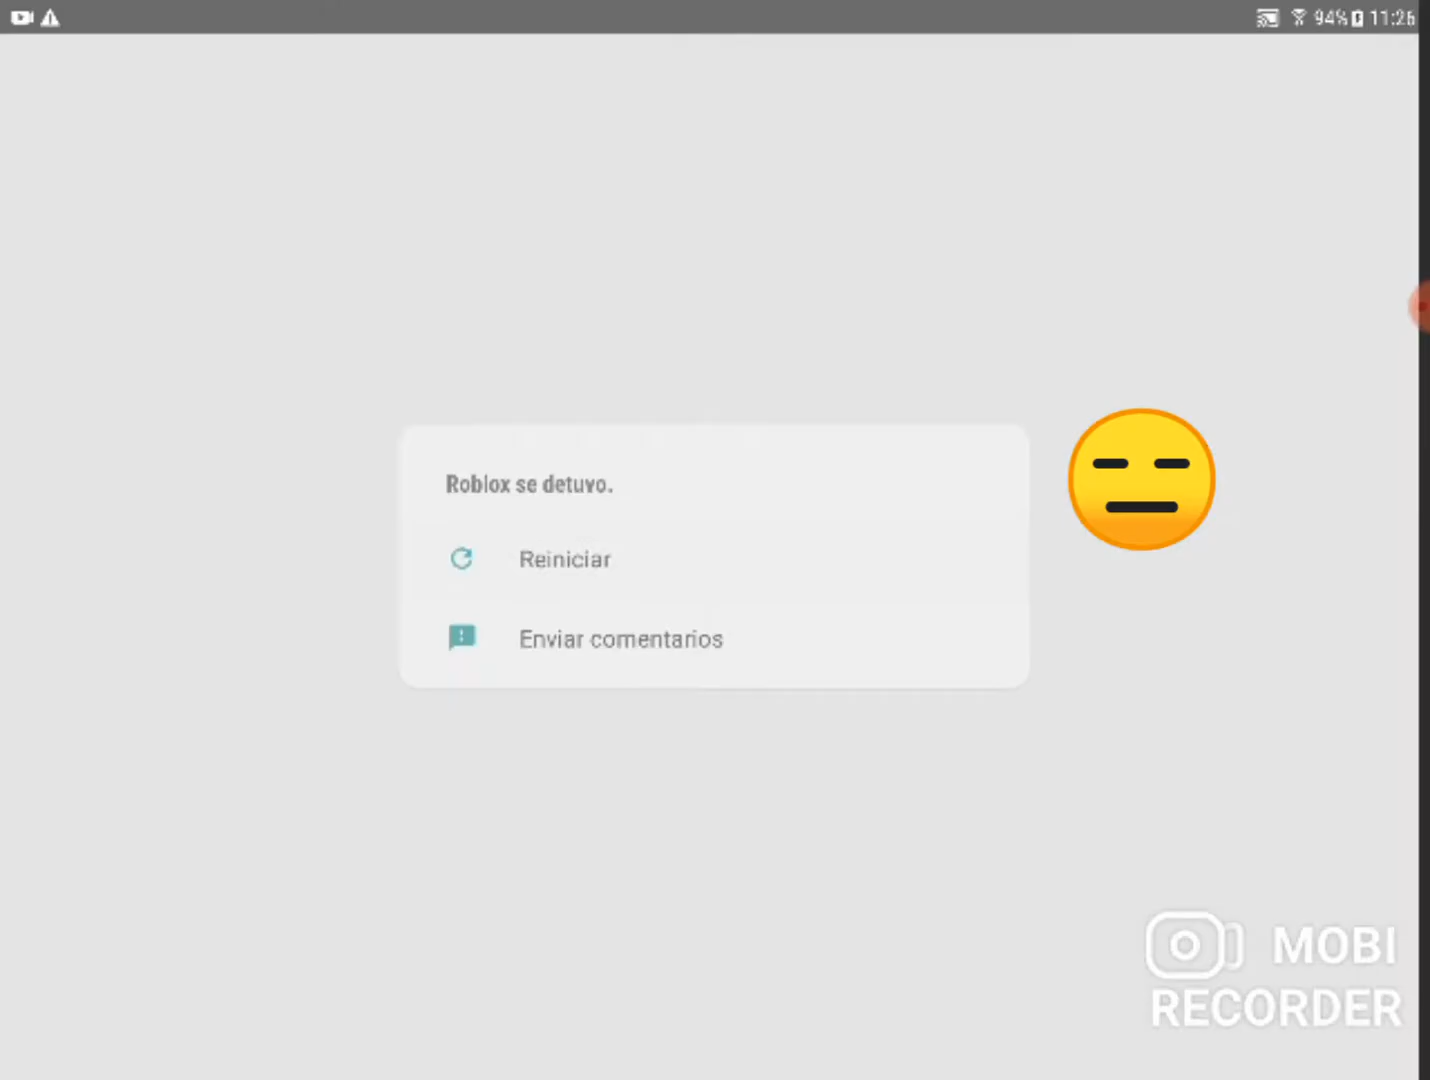 94% 11:26
Roblox se detuvo.
Reiniciar
Enviar comentarios
MOBI
RECORDER